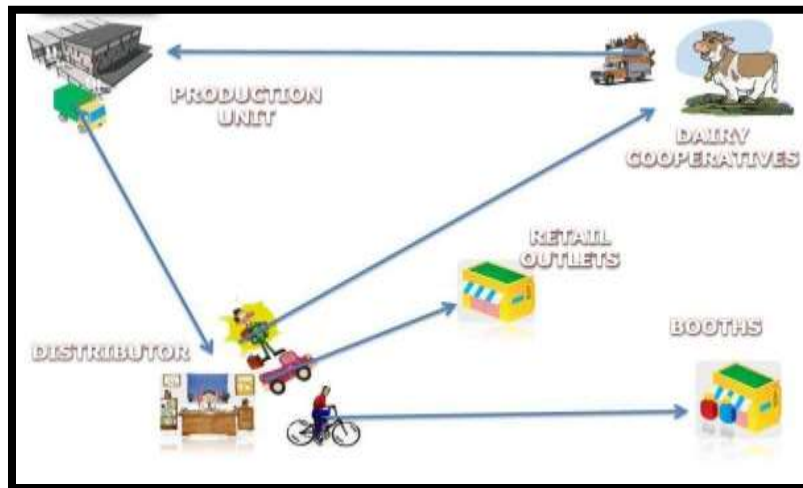 PRODUCTION
UNIT
DAIRY
COOPERATIVES
RETAIL
OUTLETS
BOOTHS
DISTRIBUTOR